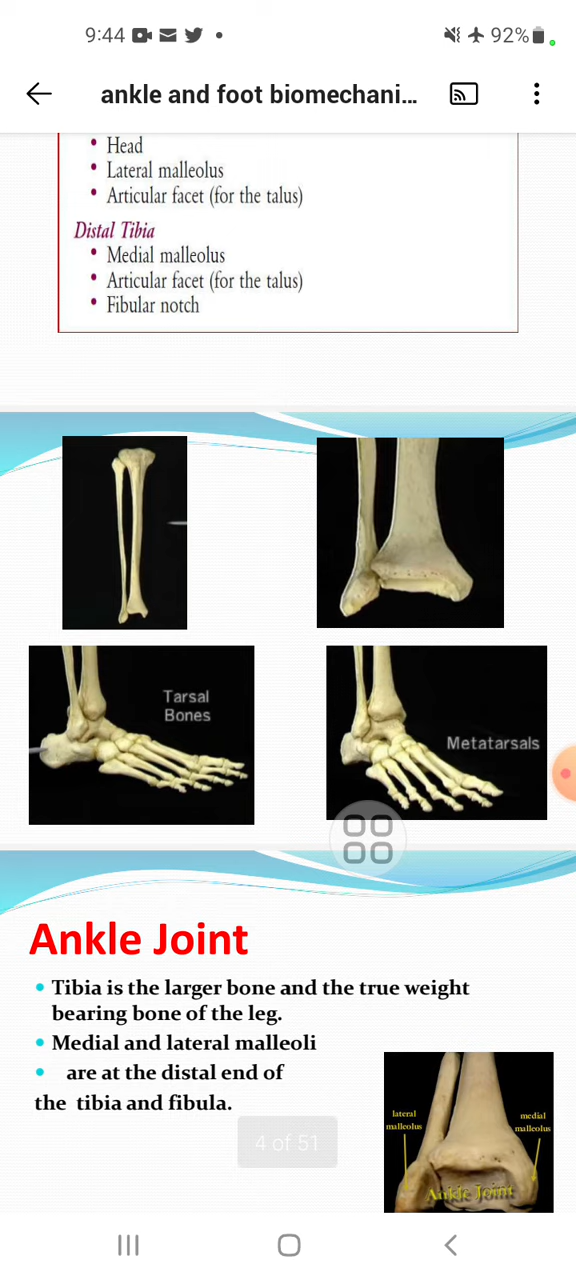 9:44
92%
ankle and foot biomechani...
• Head
• Lateral malleolus
• Articular facet (for the talus)
Distal Tibia
• Medial malleolus
• Articular facet (for the talus)
• Fibular notch
Tarsal
Bones
Metatarsals
Ankle Joint
• Tibia is the larger bone and the true weight
bearing bone of the leg.
• Medial and lateral malleoli
• are at the distal end of
the tibia and fibula.
lateral
malleolus
medial
malleolus
Ankle Joint
4 of 51